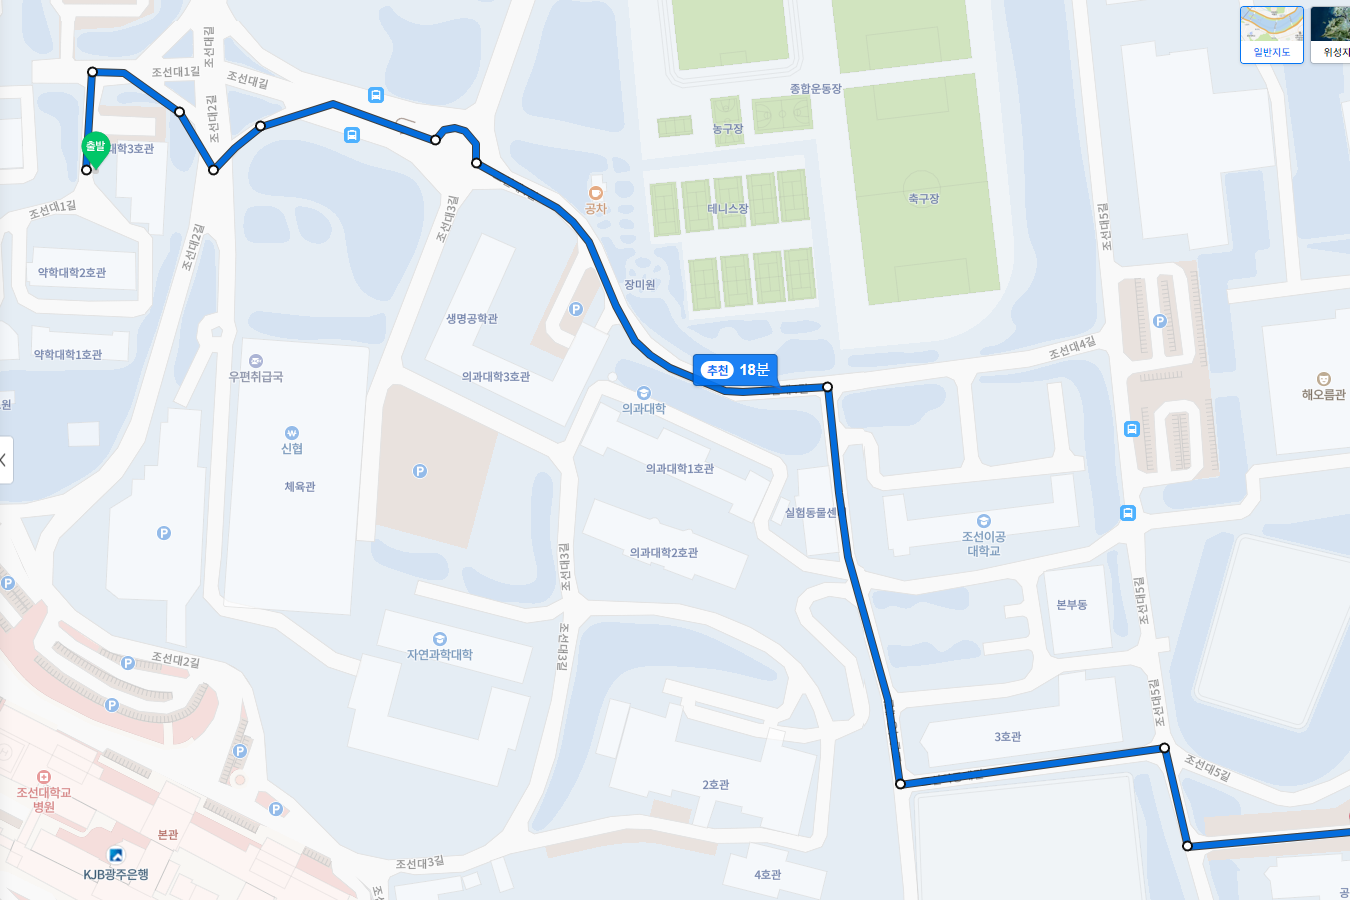 일반지도
위성지
조선대길
조선대1길
조선대길
조선대2길
종합운동장
농구장
출발
대학3호관
조선대1길
조선대2길
조선대3길
공차
테니스장
축구장
조선대5길
약학대학2호관
장미원
생명공학관
P
P
조선대4길
약학대학1호관
우편취급국
의과대학3호관
추천 18분
의과대학
해오름관
원
신협
의과대학1호관
P
체육관
실험동물센
P
의과대학2호관
조선이공
대학교
조선대3길
P
조선대5길
본부동
자연과학대학
조선대3길
조선대2길
P
P
조선대5길
3호관
P
조선대5길
2호관
조선대학교
병원
P
본관
조선대3길
KJB광주은행
4호관
조선대3길
공